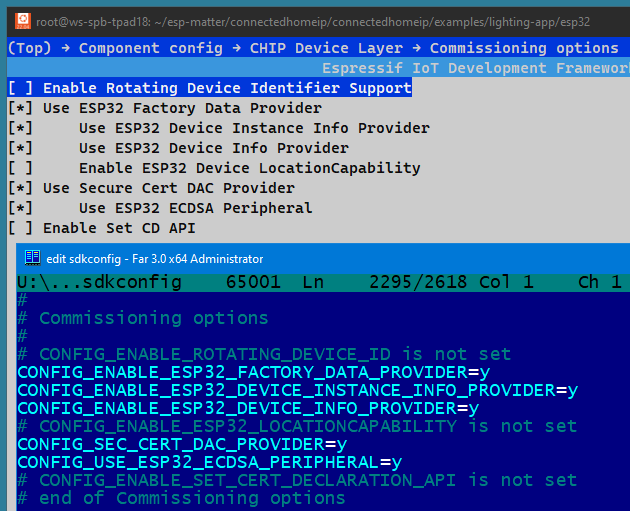 root@ws-spb-tpad18: ~/esp-matter/connectedhomeip/connectedhomeip/examples/lighting-app/esp32
(Top) → Component config → CHIP Device Layer → Commissioning options
Espressif IoT Development Framewor
[ ] Enable Rotating Device Identifier Support
[*] Use ESP32 Factory Data Provider
[*] Use ESP32 Device Instance Info Provider
[*] Use ESP32 Device Info Provider
[ ] Enable ESP32 Device LocationCapability
[*] Use Secure Cert DAC Provider
[*] Use ESP32 ECDSA Peripheral
[ ] Enable Set CD API
edit sdkconfig - Far 3.0 x64 Administrator
U:\...sdkconfig 65001 Ln 2295/2618 Col 1 Ch 1
#
# Commissioning options
#
# CONFIG_ENABLE_ROTATING_DEVICE_ID is not set
CONFIG_ENABLE_ESP32_FACTORY_DATA_PROVIDER=y
CONFIG_ENABLE_ESP32_DEVICE_INSTANCE_INFO_PROVIDER=y
CONFIG_ENABLE_ESP32_DEVICE_INFO_PROVIDER=y
# CONFIG_ENABLE_ESP32_LOCATIONCAPABILITY is not set
CONFIG_SEC_CERT_DAC_PROVIDER=y
CONFIG_USE_ESP32_ECDSA_PERIPHERAL=y
# CONFIG_ENABLE_SET_CERT_DECLARATION_API is not set
# end of Commissioning options